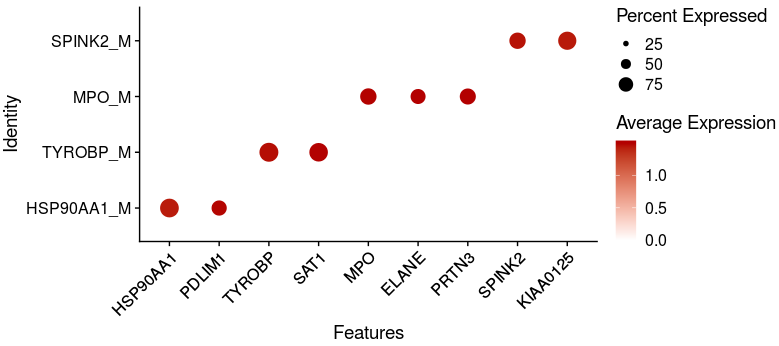 SPINK2_M
MPO_M
TYROBP_M
HSP90AA1_M
Identity
HSP90AA1
PDLIM1
TYROBP
SAT1
MPO
ELANE
PRTN3
SPINK2
KIAA0125
Features
Percent Expressed
25
50
75
Average Expression
1.0
0.5
0.0